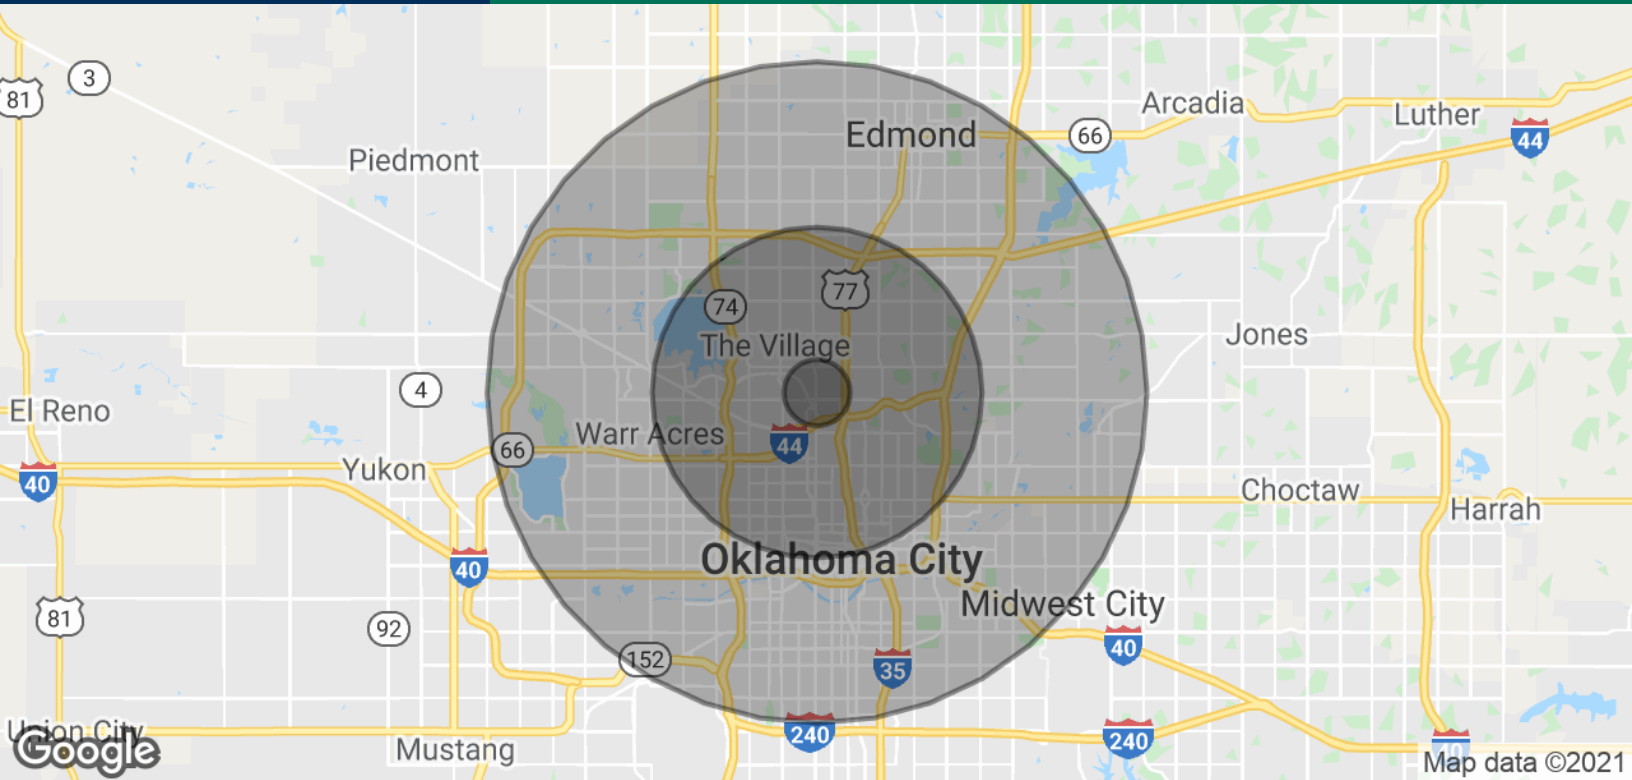 3
81
Arcadia
Luther
Edmond
66
44
Piedmont
77
74
The Village
Jones
4
El Reno
Warr Acres
44
66
Yukon
40
Choctaw
Harrah
Oklahoma City
40
Midwest City
81
92
40
152
35
Union City
240
240
40
Mustang
Google
Map data ©2021